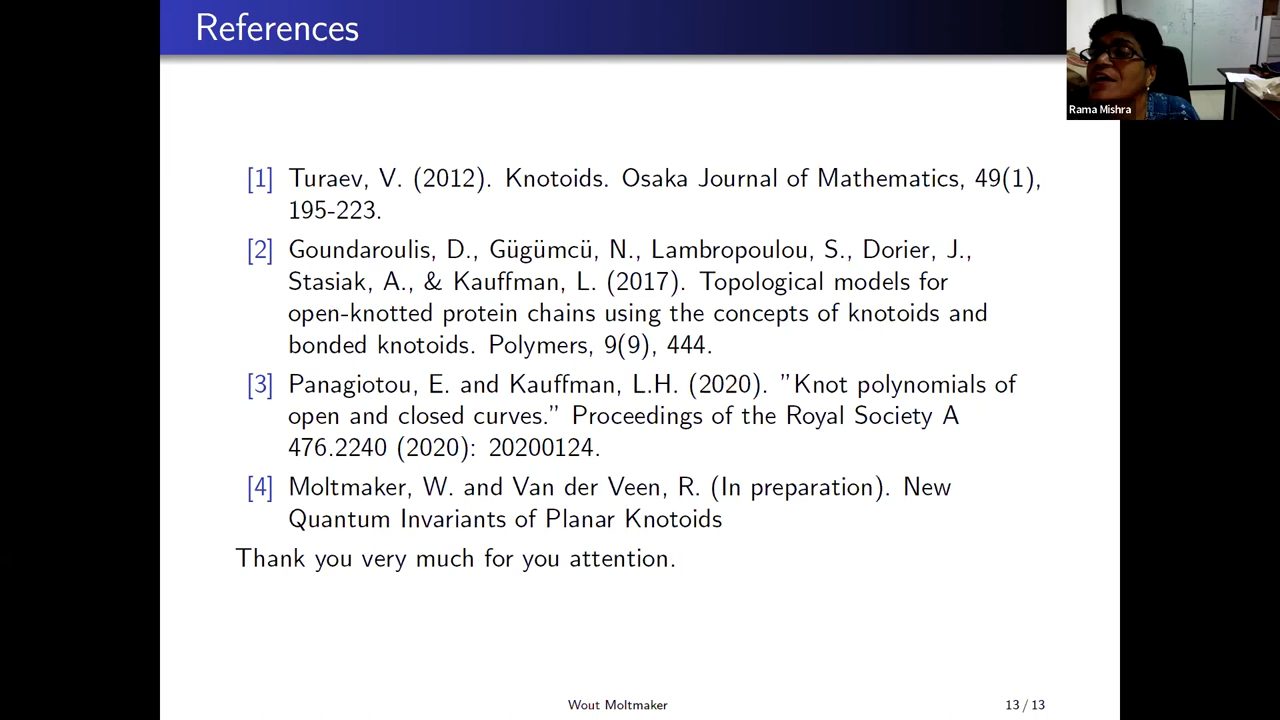 References
Rama Mishra
[1] Turaev, V. (2012). Knotoids. Osaka Journal of Mathematics, 49(1),
195-223.
[2] Goundaroulis, D., Gügümcü, N., Lambropoulou, S., Dorier, J.,
Stasiak, A., & Kauffman, L. (2017). Topological models for
open-knotted protein chains using the concepts of knotoids and
bonded knotoids. Polymers, 9(9), 444.
[3] Panagiotou, E. and Kauffman, L.H. (2020). ”Knot polynomials of
open and closed curves.” Proceedings of the Royal Society A
476.2240 (2020): 20200124.
[4] Moltmaker, W. and Van der Veen, R. (In preparation). New
Quantum Invariants of Planar Knotoids
Thank you very much for you attention.
Wout Moltmaker
13 / 13